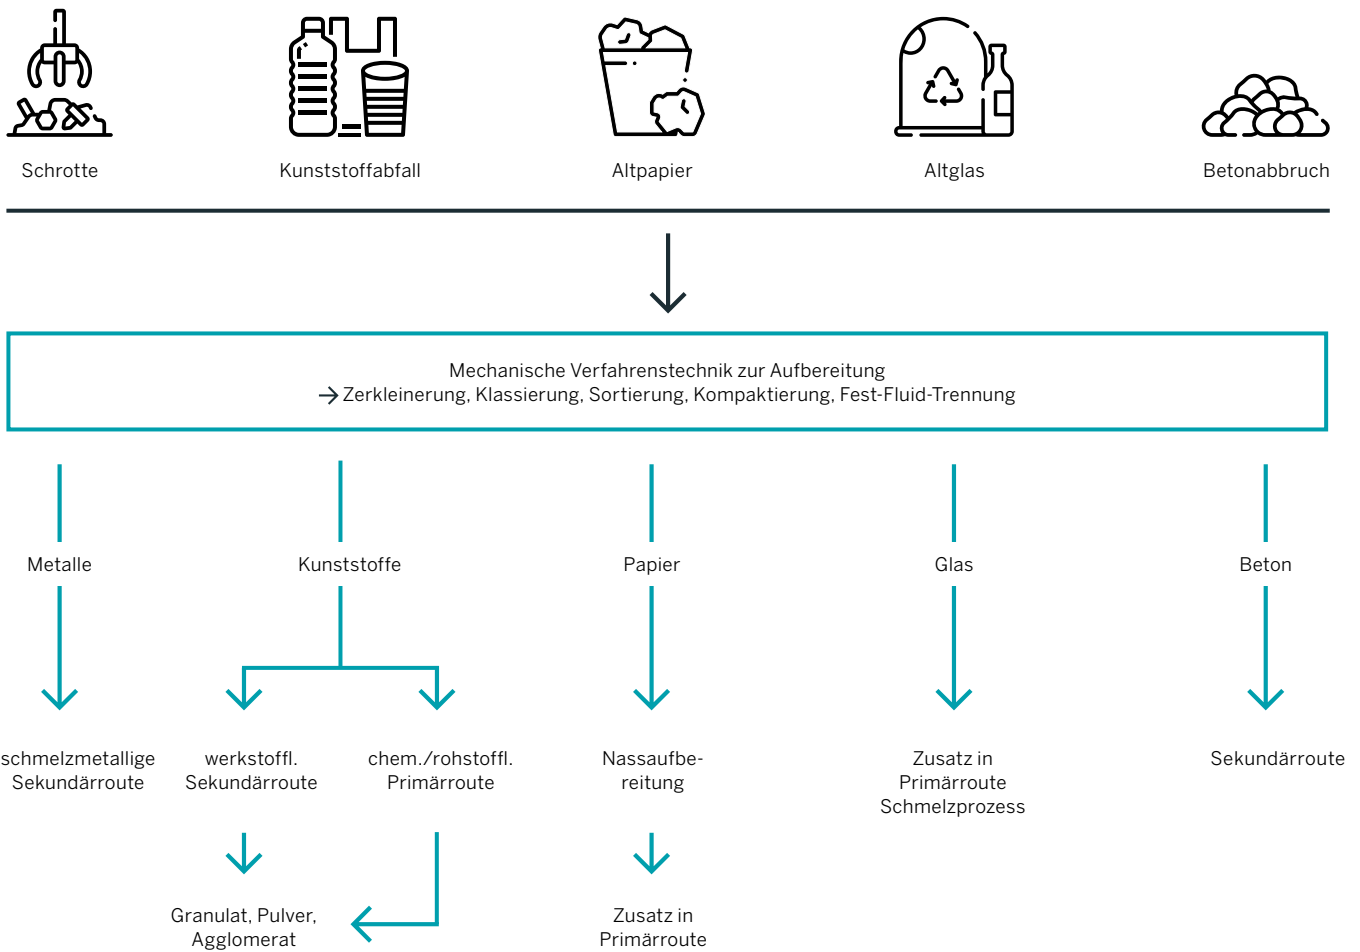 Schrotte
Kunststoffabfall
Altpapier
Altglas
Betonabbruch
Mechanische Verfahrenstechnik zur Aufbereitung
→ Zerkleinerung, Klassierung, Sortierung, Kompaktierung, Fest-Fluid-Trennung
Metalle
Kunststoffe
Papier
Glas
Beton
schmelzmetallige
Sekundärroute
werkstoffl.
Sekundärroute
chem./rohstoffl.
Primärroute
Nassaufbe-
reitung
Zusatz in
Primärroute
Schmelzprozess
Sekundärroute
Granulat, Pulver,
Agglomerat
Zusatz in
Primärroute